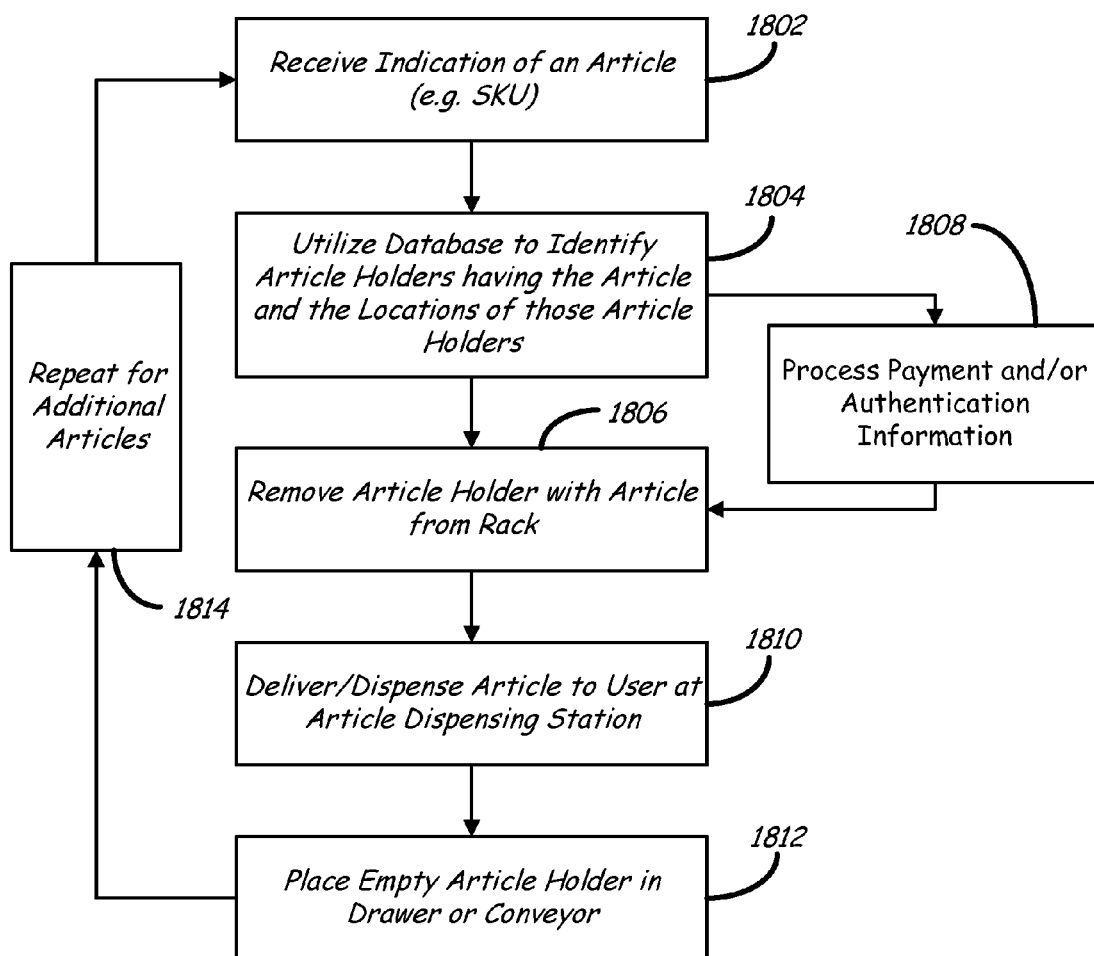 1802
Receive Indication of an Article
(e.g. SKU)
1804
Utilize Database to Identify
Article Holders having the Article
and the Locations of those Article
Holders
1808
Process Payment and/or
Authentication
Information
Repeat for
Additional
Articles
1814
1806
Remove Article Holder with Article
from Rack
1810
Deliver/Dispense Article to User at
Article Dispensing Station
1812
Place Empty Article Holder in
Drawer or Conveyor